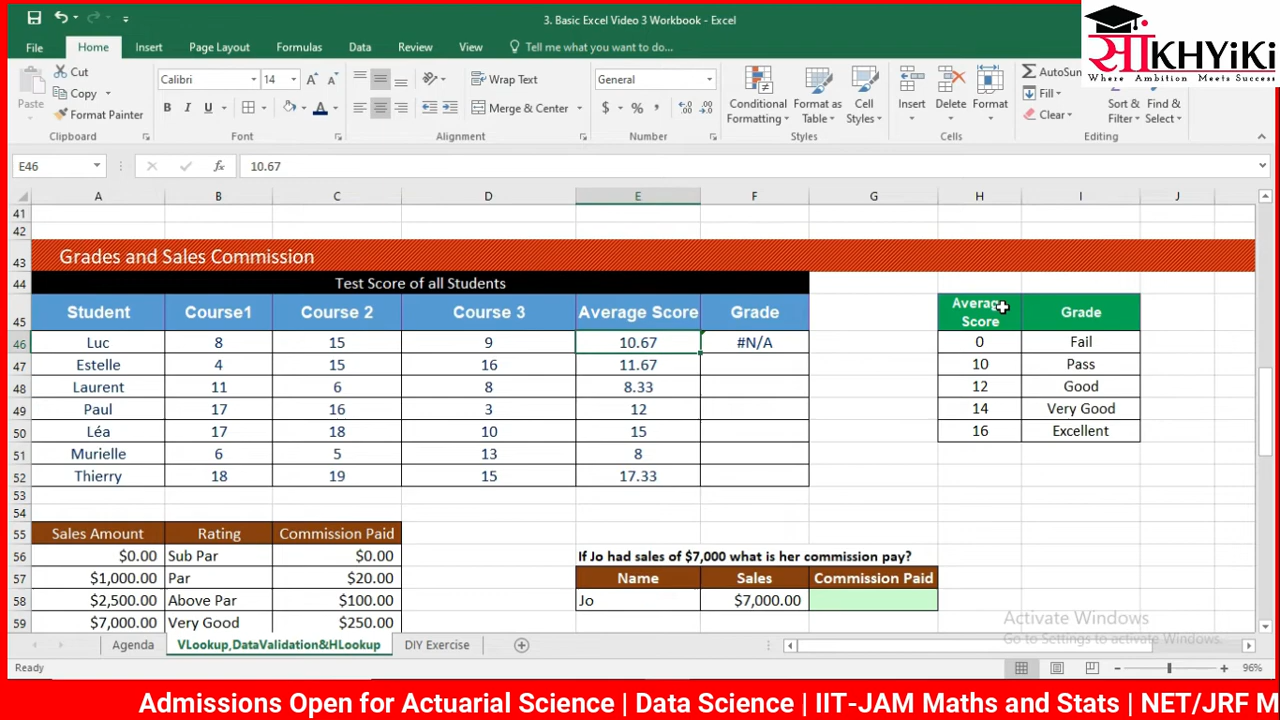 3. Basic Excel Video 3 Workbook - Excel
साKHYiKi
Where Ambition Meets Success
File Home Insert Page Layout Formulas Data Review View Tell me what you want to do...
Cut
Copy
Format Painter
Paste
Clipboard
Calibri 14
B I U
Font
Wrap Text
Merge & Center
Alignment
General
$ % ,
Number
Conditional Formatting
Format as Table
Cell Styles
Styles
Insert Delete Format
Cells
AutoSum
Fill
Clear
Sort & Filter
Find & Select
Editing
E46 fx 10.67
A B C D E F G H I J
41
42
43 Grades and Sales Commission
44 Test Score of all Students
45 Student Course1 Course 2 Course 3 Average Score Grade Average Score Grade
46 Luc 8 15 9 10.67 #N/A 0 Fail
47 Estelle 4 15 16 11.67 10 Pass
48 Laurent 11 6 8 8.33 12 Good
49 Paul 17 16 3 12 14 Very Good
50 Léa 17 18 10 15 16 Excellent
51 Murielle 6 5 13 8
52 Thierry 18 19 15 17.33
53
54
55 Sales Amount Rating Commission Paid
56 $0.00 Sub Par $0.00 If Jo had sales of $7,000 what is her commission pay?
57 $1,000.00 Par $20.00 Name Sales Commission Paid
58 $2,500.00 Above Par $100.00 Jo $7,000.00
59 $7,000.00 Very Good $250.00
Activate Windows
Go to Settings to activate Windows.
Agenda VLookup,DataValidation&HLookup DIY Exercise
Ready 96%
Admissions Open for Actuarial Science | Data Science | IIT-JAM Maths and Stats | NET/JRF M